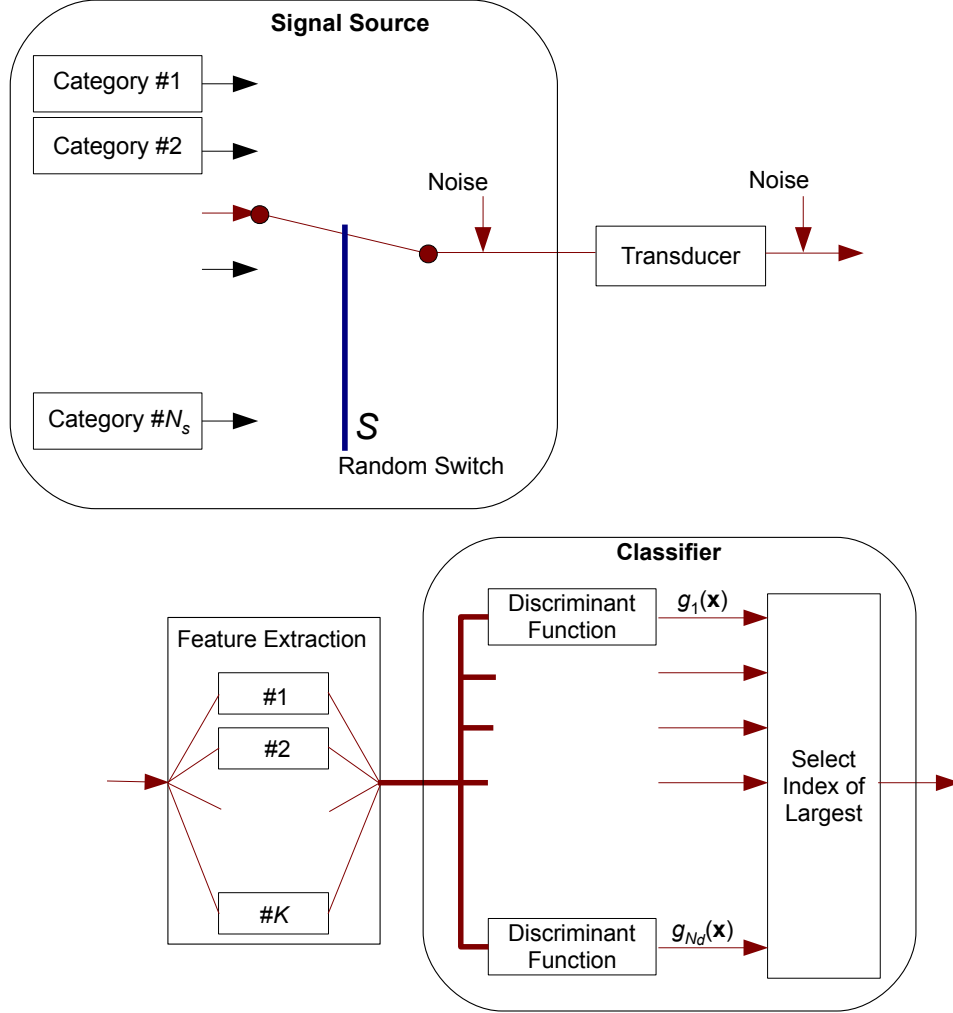 Signal Source
Category #1
Category #2
Noise
Noise
Transducer
Category #Ns
S
Random Switch
Classifier
Discriminant
Function
g1(x)
Feature Extraction
#1
#2
Select
Index of
Largest
#K
Discriminant
Function
gNd(x)